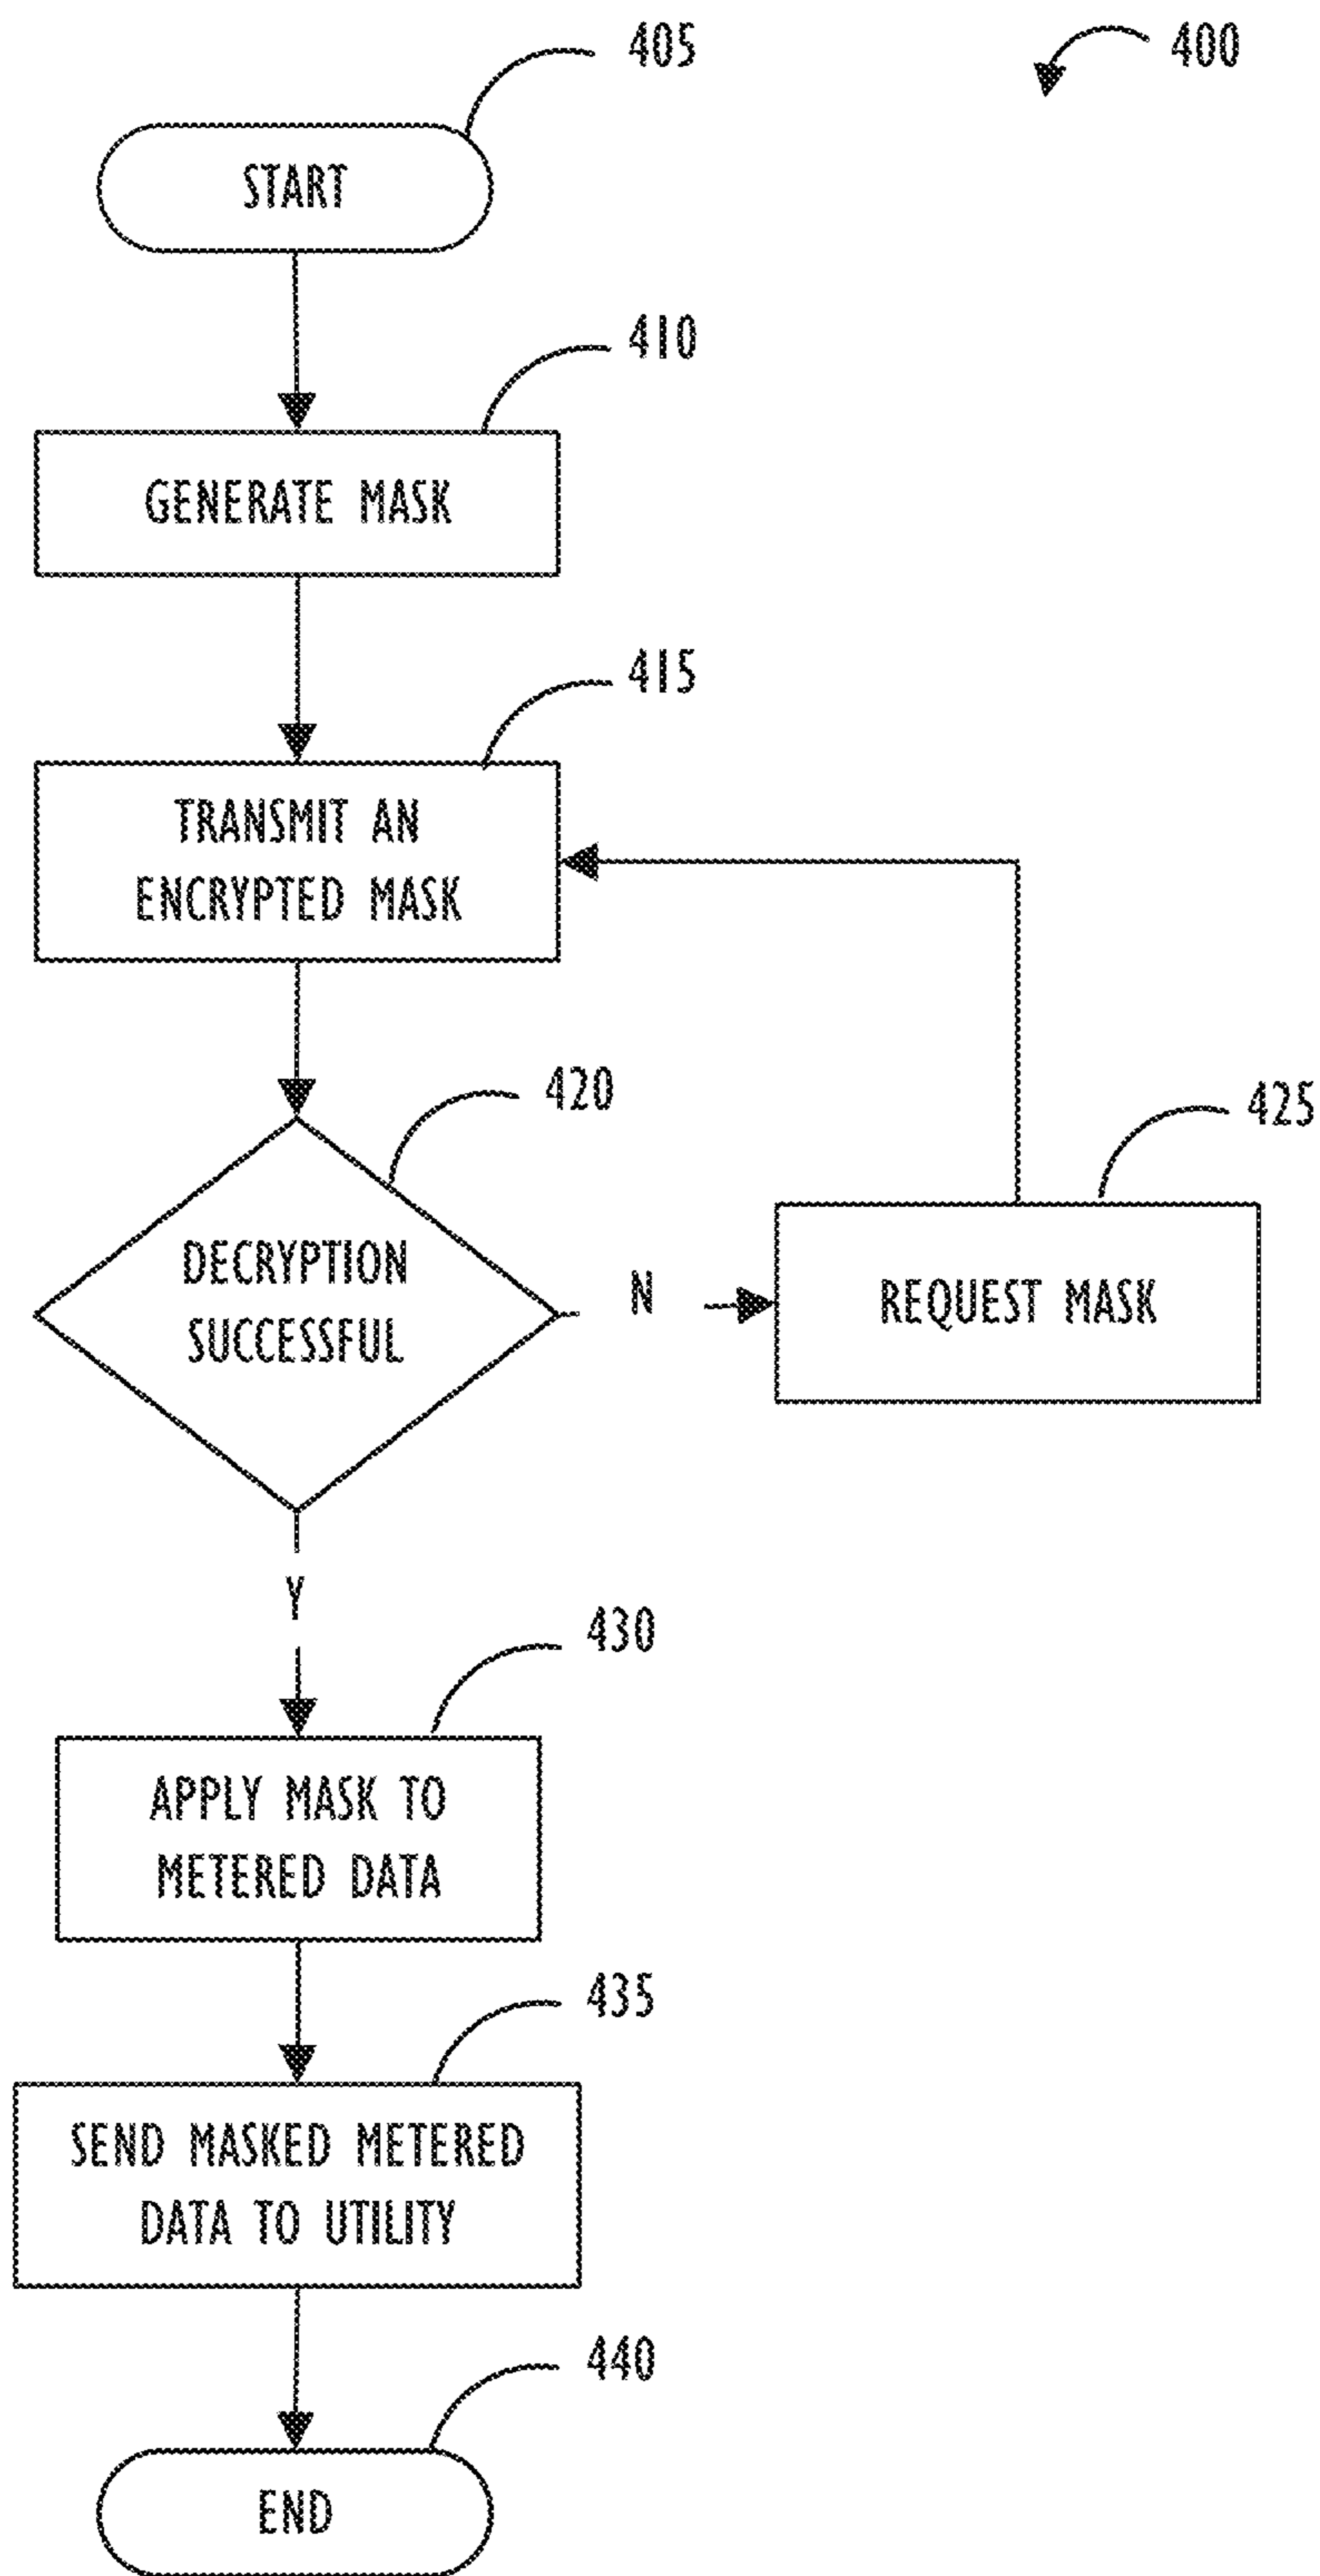 405
400
START
410
GENERATE MASK
415
TRANSMIT AN
ENCRYPTED MASK
420
425
DECRYPTION
SUCCESSFUL
N
REQUEST MASK
Y
430
APPLY MASK TO
METERED DATA
435
SEND MASKED METERED
DATA TO UTILITY
440
END